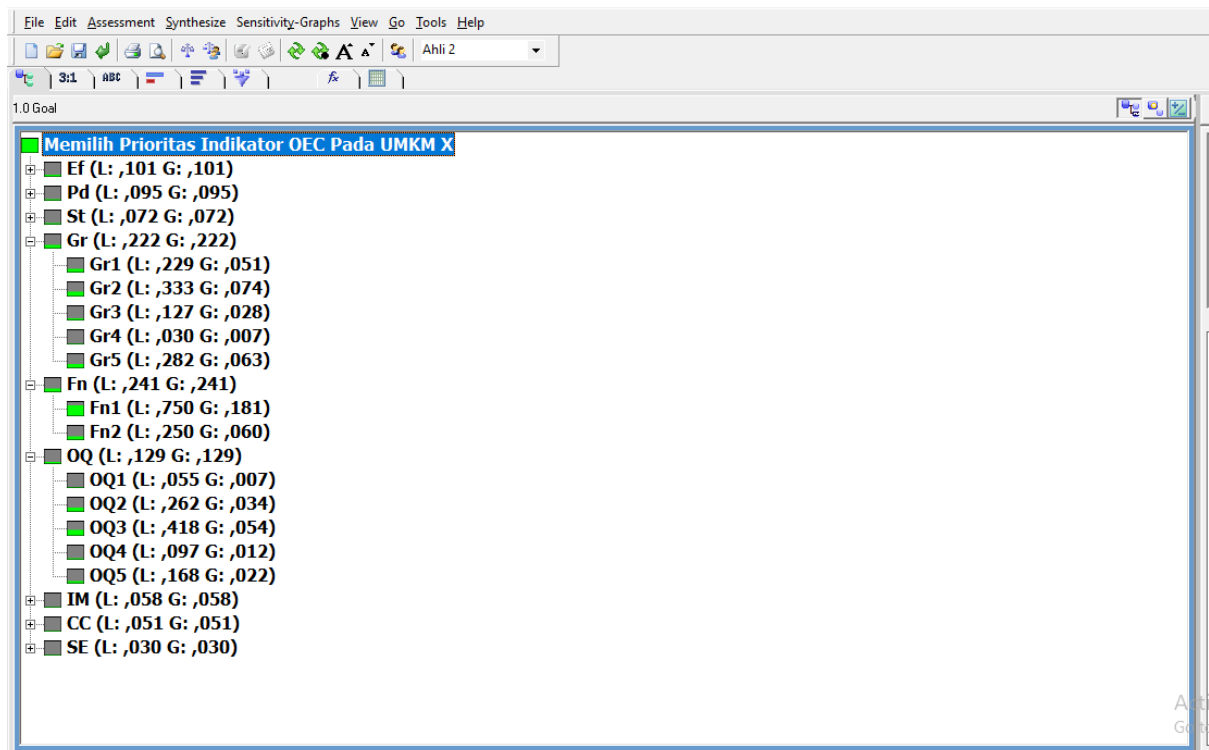 File Edit Assessment Synthesize Sensitivity-Graphs View Go Tools Help
Ahli 2
3:1 ABC fx
1.0 Goal
Memilih Prioritas Indikator OEC Pada UMKM X
Ef (L: ,101 G: ,101)
Pd (L: ,095 G: ,095)
St (L: ,072 G: ,072)
Gr (L: ,222 G: ,222)
Gr1 (L: ,229 G: ,051)
Gr2 (L: ,333 G: ,074)
Gr3 (L: ,127 G: ,028)
Gr4 (L: ,030 G: ,007)
Gr5 (L: ,282 G: ,063)
Fn (L: ,241 G: ,241)
Fn1 (L: ,750 G: ,181)
Fn2 (L: ,250 G: ,060)
OQ (L: ,129 G: ,129)
OQ1 (L: ,055 G: ,007)
OQ2 (L: ,262 G: ,034)
OQ3 (L: ,418 G: ,054)
OQ4 (L: ,097 G: ,012)
OQ5 (L: ,168 G: ,022)
IM (L: ,058 G: ,058)
CC (L: ,051 G: ,051)
SE (L: ,030 G: ,030)